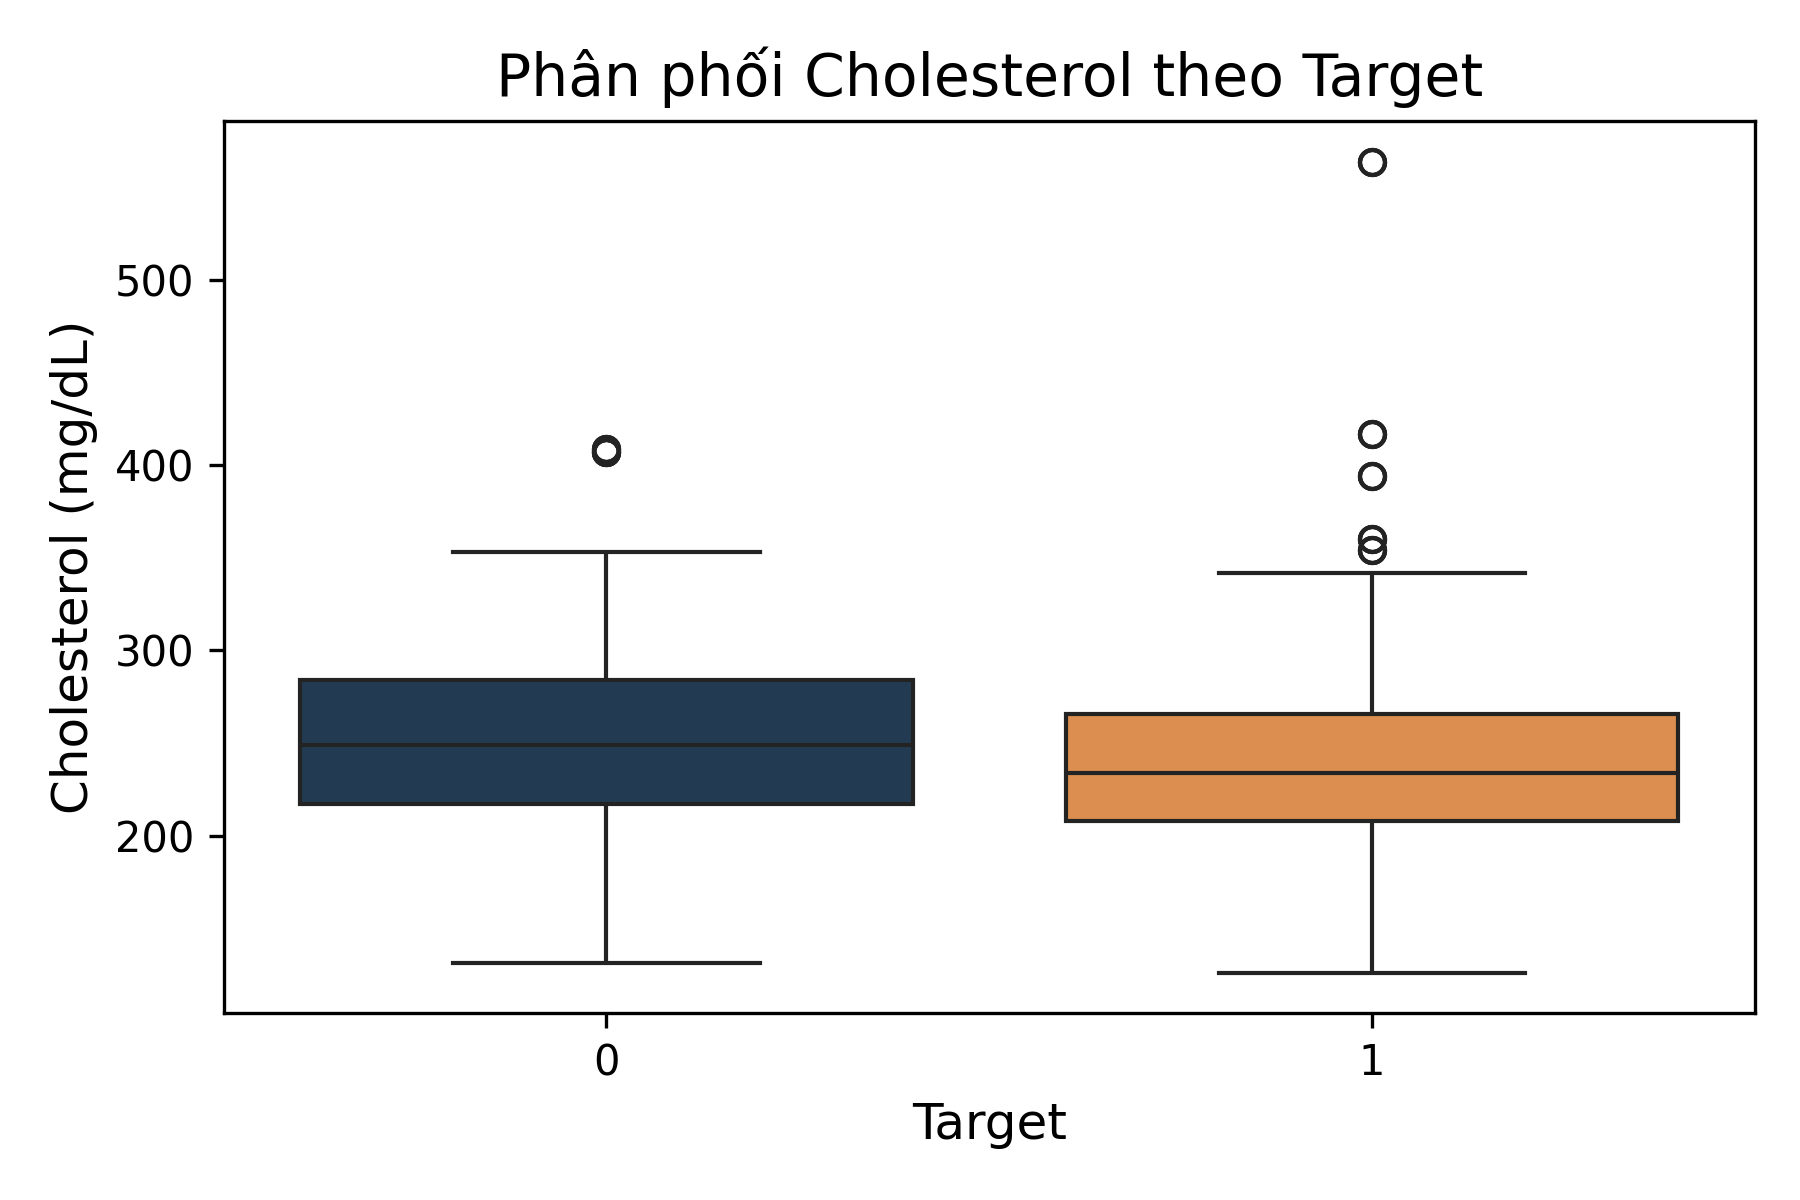 Phân phối Cholesterol theo Target
Cholesterol (mg/dL)
500
400
300
200
0
1
Target